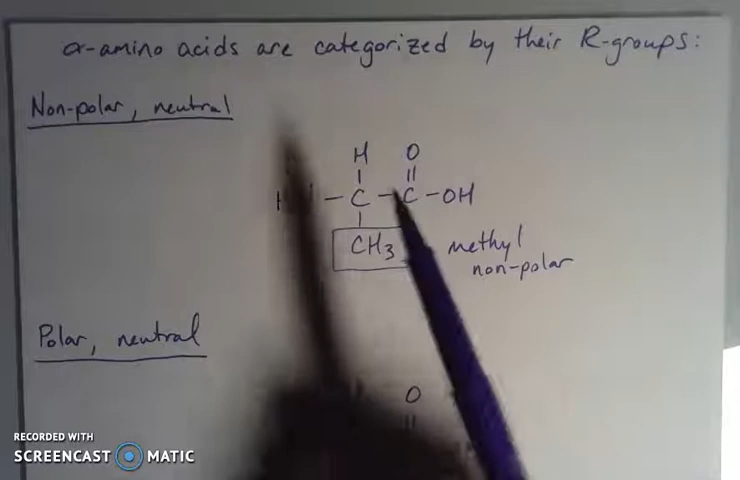 α-amino acids are categorized by their R-groups:
Non-polar, neutral
H O
C - C - OH
CH3
methyl
non-polar
Polar, neutral
O
RECORDED WITH
SCREENCAST MATIC